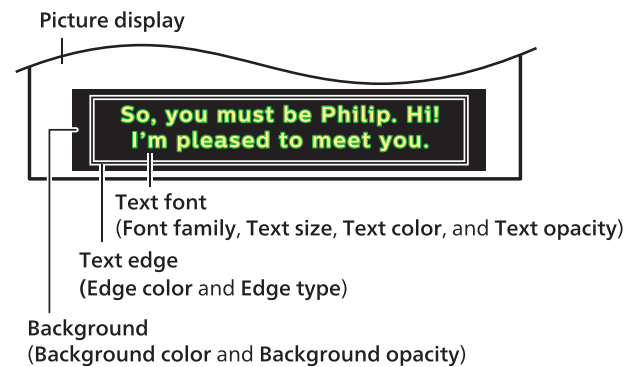 Picture display
So, you must be Philip. Hi!
I’m pleased to meet you.
Text font
(Font family, Text size, Text color, and Text opacity)
Text edge
(Edge color and Edge type)
Background
(Background color and Background opacity)